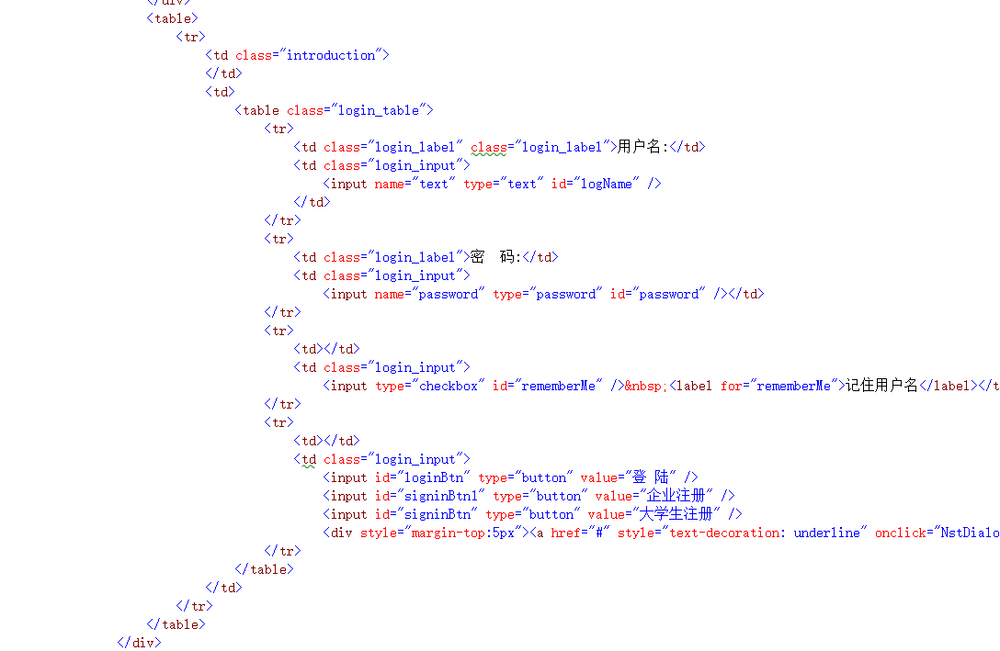 </div>
<table>
<tr>
<td class="introduction">
</td>
<td>
<table class="login_table">
<tr>
<td class="login_label" class="login_label">用户名:</td>
<td class="login_input">
<input name="text" type="text" id="logName" />
</td>
</tr>
<tr>
<td class="login_label">密　码:</td>
<td class="login_input">
<input name="password" type="password" id="password" /></td>
</tr>
<tr>
<td></td>
<td class="login_input">
<input type="checkbox" id="rememberMe" />&nbsp;<label for="rememberMe">记住用户名</label></t
</tr>
<tr>
<td></td>
<td class="login_input">
<input id="loginBtn" type="button" value="登 陆" />
<input id="signinBtn1" type="button" value="企业注册" />
<input id="signinBtn" type="button" value="大学生注册" />
<div style="margin-top:5px"><a href="#" style="text-decoration: underline" onclick="NstDialo
</tr>
</table>
</td>
</tr>
</table>
</div>